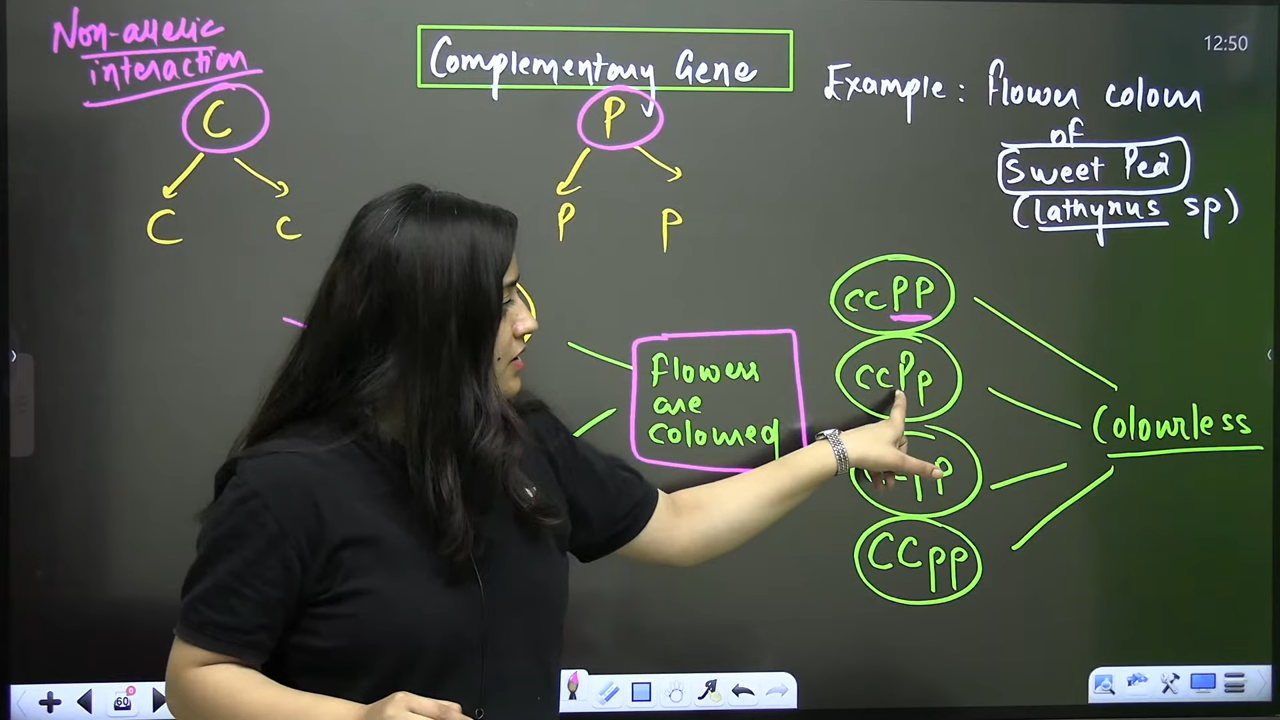 Non-allelic
interaction
Complementary Gene
12:50
Example: flower colour
of
Sweet Pea
(lathyrus sp)
C
P
C c
P p
ccPP
ccPp
flowers
are
coloured
Colourless
CCpp
60